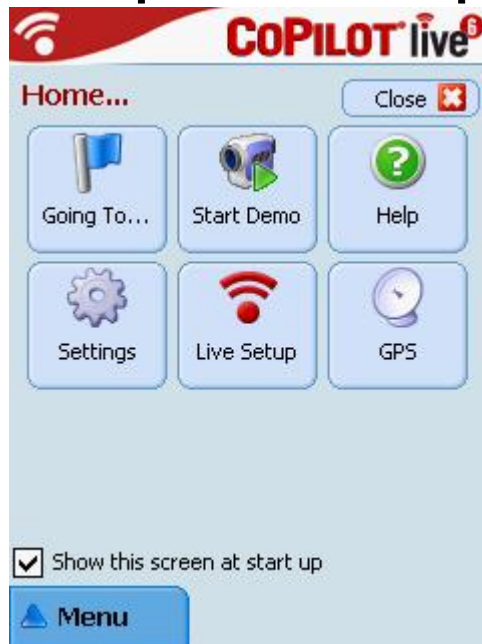 CoPILOT live 6
Home...
Close
Going To...
Start Demo
Help
Settings
Live Setup
GPS
Show this screen at start up
Menu